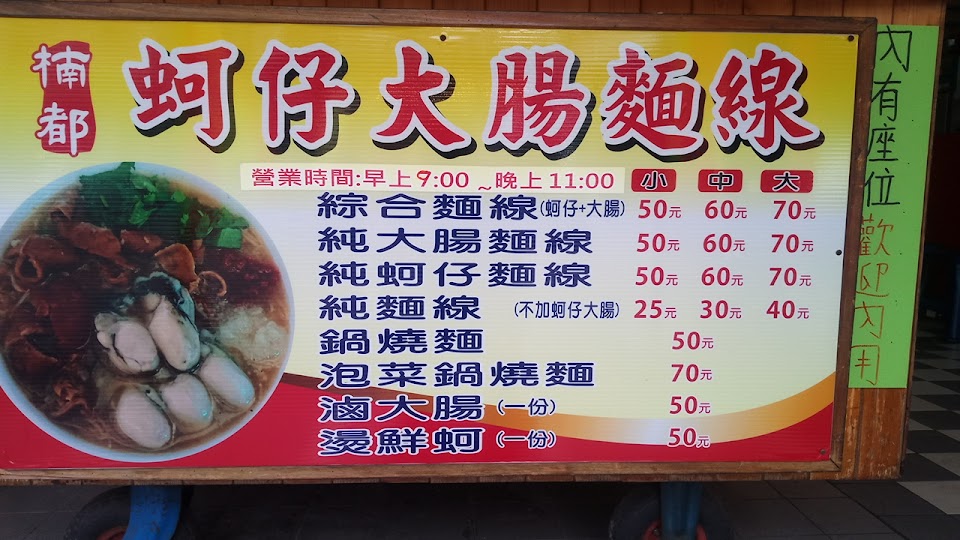 楠都
蚵仔大腸麵線
營業時間:早上9:00 ~晚上11:00 小 中 大
綜合麵線(蚵仔+大腸) 50元 60元 70元
純大腸麵線 50元 60元 70元
純蚵仔麵線 50元 60元 70元
純麵線 (不加蚵仔大腸) 25元 30元 40元
鍋燒麵 50元
泡菜鍋燒麵 70元
滷大腸(一份) 50元
燙鮮蚵(一份) 50元
內有座位歡迎內用